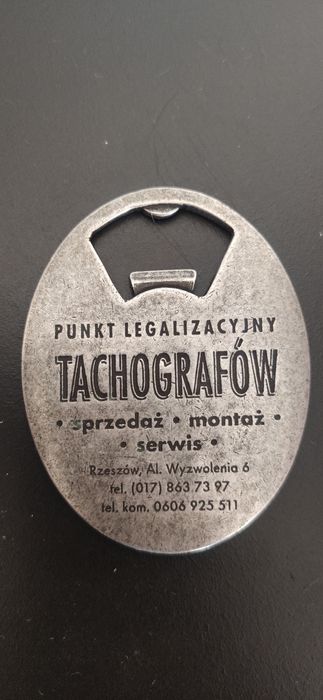 PUNKT LEGALIZACYJNY
TACHOGRAFÓW
• sprzedaż • montaż •
• serwis •
Rzeszów, Al. Wyzwolenia 6
tel. (017) 863 73 97
tel. kom. 0606 925 511